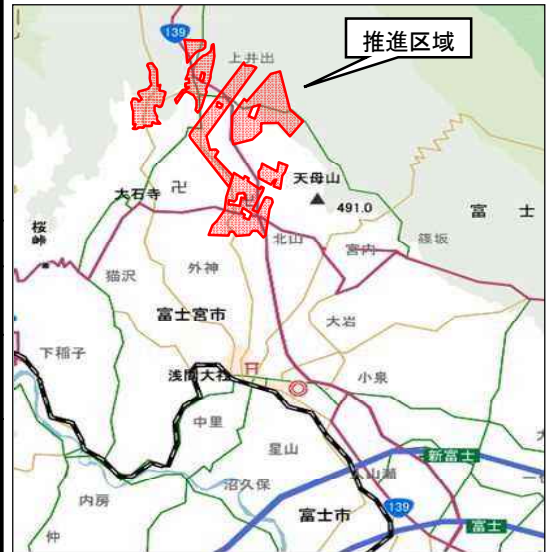 139
推進区域
上井出
大石寺
卍
天母山
491.0
富 士
桜峠
北山
宮内
篠坂
猫沢
外神
富士宮市
大岩
下稲子
浅間大社
小泉
中里
星山
新富士
沼久保
内房
富士市
139
富士
仲